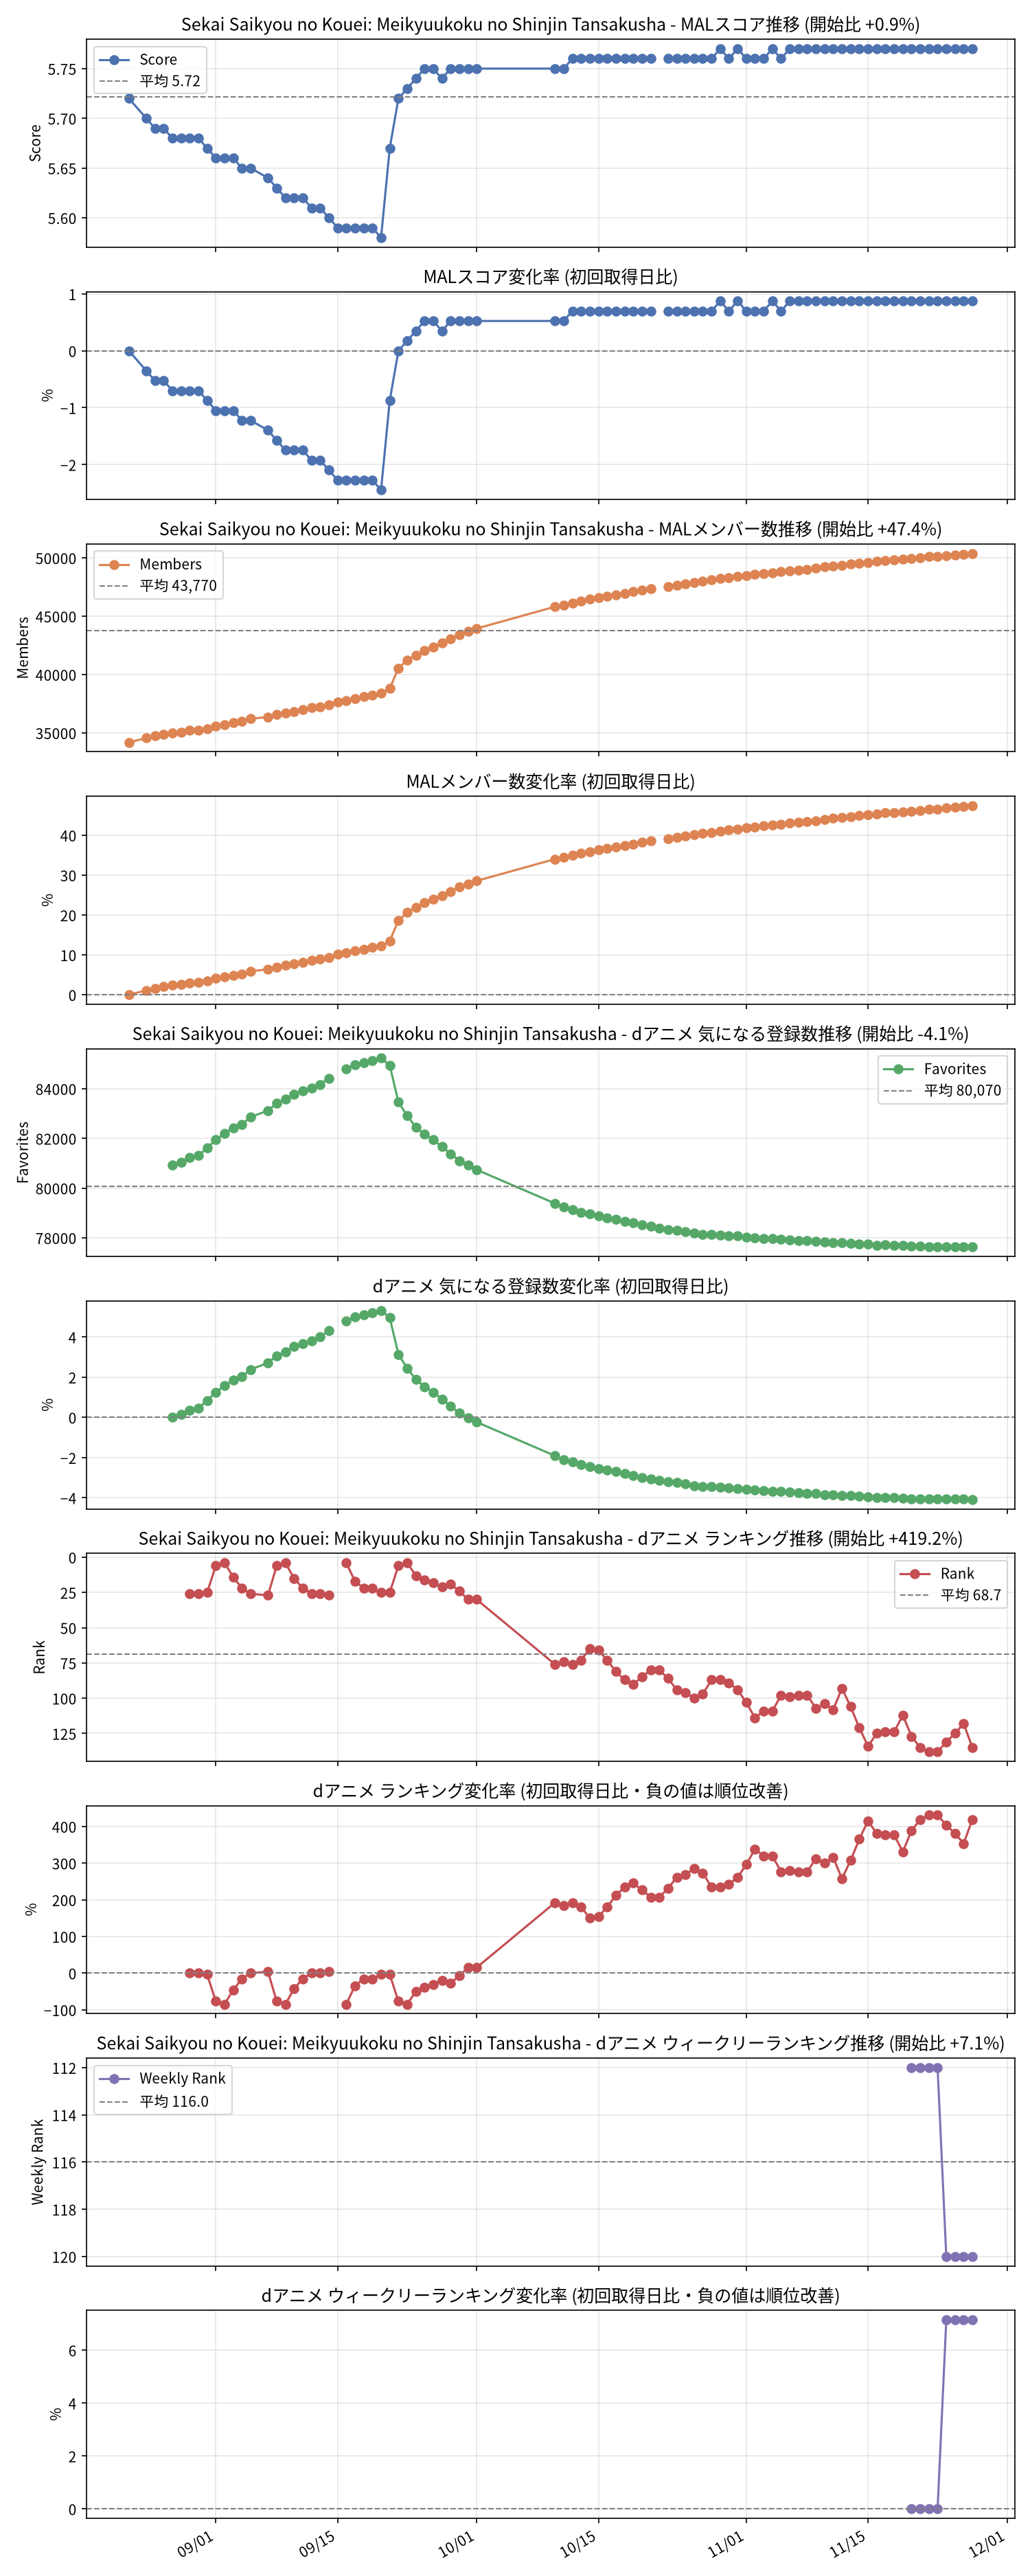 Sekai Saikyou no Kouei: Meikyuukoku no Shinjin Tansakusha - MALスコア推移 (開始比 +0.9%)
Score
平均 5.72
Score
5.75
5.70
5.65
5.60
MALスコア変化率 (初回取得日比)
%
1
0
−1
−2
Sekai Saikyou no Kouei: Meikyuukoku no Shinjin Tansakusha - MALメンバー数推移 (開始比 +47.4%)
Members
平均 43,770
Members
50000
45000
40000
35000
MALメンバー数変化率 (初回取得日比)
%
40
30
20
10
0
Sekai Saikyou no Kouei: Meikyuukoku no Shinjin Tansakusha - dアニメ 気になる登録数推移 (開始比 -4.1%)
Favorites
平均 80,070
Favorites
84000
82000
80000
78000
dアニメ 気になる登録数変化率 (初回取得日比)
%
4
2
0
−2
−4
Sekai Saikyou no Kouei: Meikyuukoku no Shinjin Tansakusha - dアニメ ランキング推移 (開始比 +419.2%)
Rank
平均 68.7
Rank
0
25
50
75
100
125
dアニメ ランキング変化率 (初回取得日比・負の値は順位改善)
%
400
300
200
100
0
−100
Sekai Saikyou no Kouei: Meikyuukoku no Shinjin Tansakusha - dアニメ ウィークリーランキング推移 (開始比 +7.1%)
Weekly Rank
平均 116.0
Weekly Rank
112
114
116
118
120
dアニメ ウィークリーランキング変化率 (初回取得日比・負の値は順位改善)
%
6
4
2
0
09/01
09/15
10/01
10/15
11/01
11/15
12/01